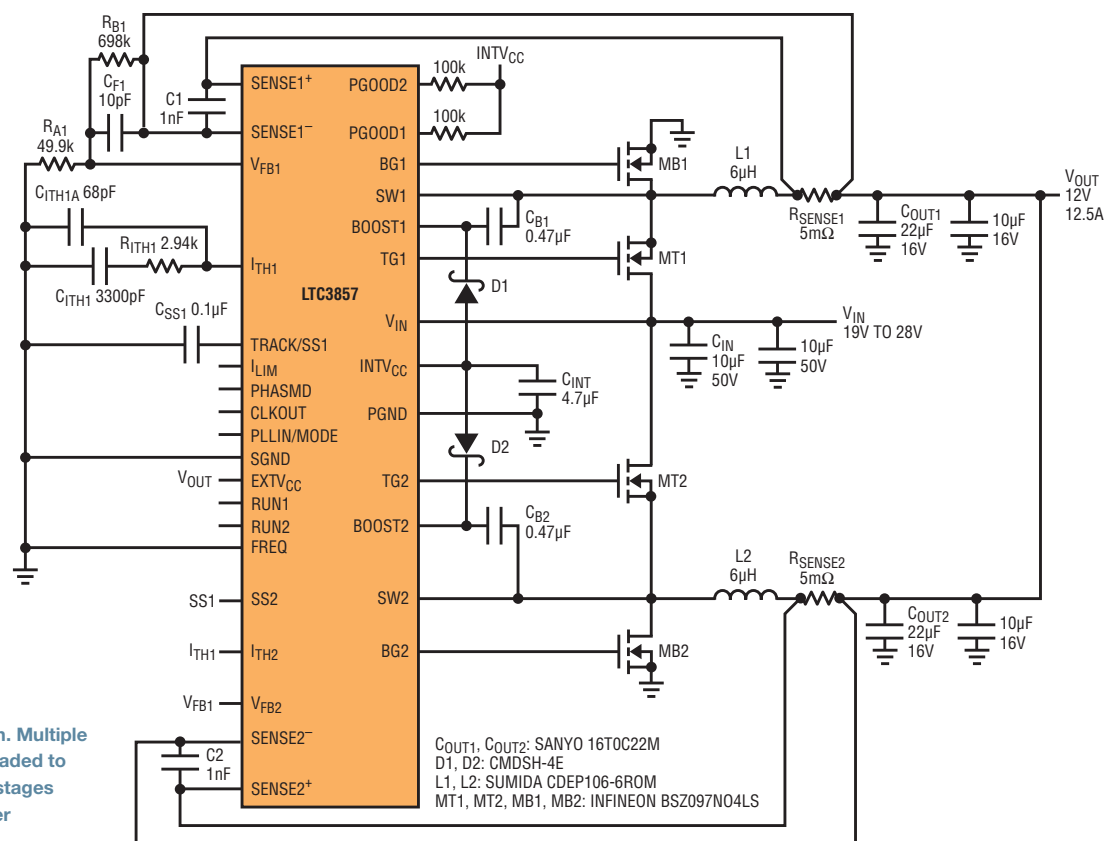 RB1
698k
CF1
10pF
C1
1nF
RA1
49.9k
CITH1A 68pF
RITH1 2.94k
CITH1 3300pF
CSS1 0.1µF
VOUT
SS1
ITH1
VFB1
SENSE1+
SENSE1–
VFB1
ITH1
TRACK/SS1
ILIM
PHASMD
CLKOUT
PLLIN/MODE
SGND
EXTVCC
RUN1
RUN2
FREQ
SS2
ITH2
VFB2
SENSE2–
SENSE2+
C2
1nF
LTC3857
PGOOD2
PGOOD1
BG1
SW1
BOOST1
TG1
VIN
INTVCC
PGND
TG2
BOOST2
SW2
BG2
INTVCC
100k
100k
MB1
L1
6µH
RSENSE1
5mΩ
COUT1
22µF
16V
10µF
16V
VOUT
12V
12.5A
CB1
0.47µF
MT1
D1
VIN
19V TO 28V
CIN
10µF
50V
10µF
50V
CINT
4.7µF
D2
MT2
CB2
0.47µF
L2
6µH
RSENSE2
5mΩ
COUT2
22µF
16V
10µF
16V
MB2
COUT1, COUT2: SANYO 16T0C22M
D1, D2: CMDSH-4E
L1, L2: SUMIDA CDEP106-6ROM
MT1, MT2, MB1, MB2: INFINEON BSZ097NO4LS
n. Multiple
aded to
stages
er